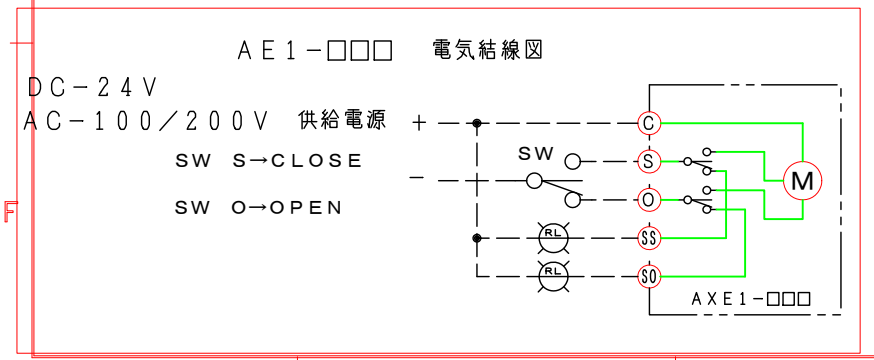 AE1-□□□ 電気結線図
DC-24V
AC-100/200V 供給電源 +
-
SW S→CLOSE
SW O→OPEN
SW
C
S
O
SS
SO
RL
RL
M
AXE1-□□□
F